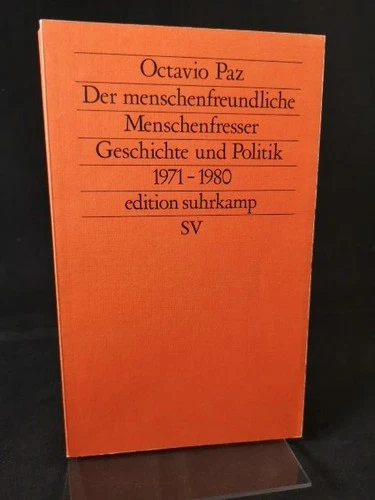 Octavio Paz
Der menschenfreundliche
Menschenfresser
Geschichte und Politik
1971 – 1980
edition suhrkamp
SV